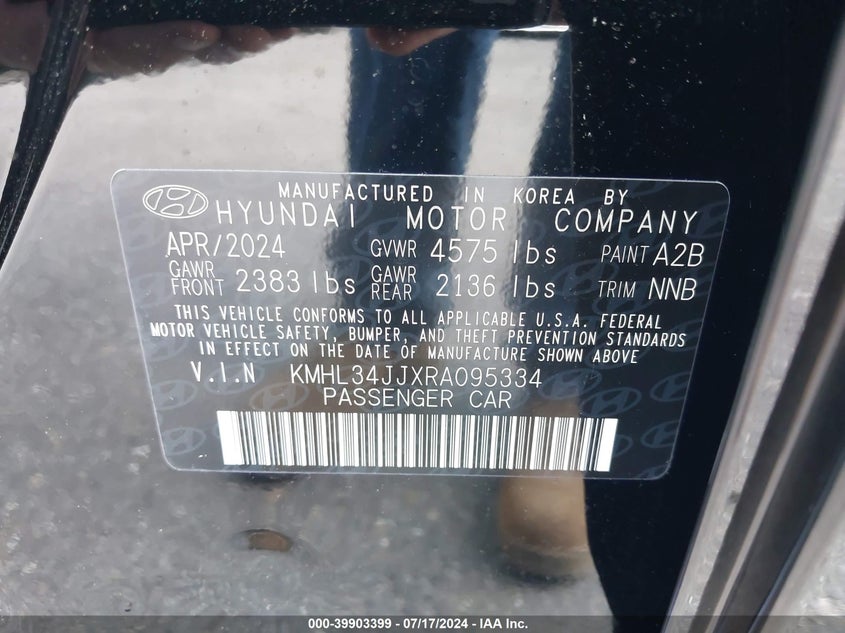 MANUFACTURED IN KOREA BY
HYUNDAI MOTOR COMPANY
APR/2024 GVWR 4575 lbs PAINT A2B
GAWR FRONT 2383 lbs GAWR REAR 2136 lbs TRIM NNB
THIS VEHICLE CONFORMS TO ALL APPLICABLE U.S.A. FEDERAL
MOTOR VEHICLE SAFETY, BUMPER, AND THEFT PREVENTION STANDARDS
IN EFFECT ON THE DATE OF MANUFACTURE SHOWN ABOVE
V.I.N KMHL34JJXRA095334
PASSENGER CAR
000-39903399 - 07/17/2024 - IAA Inc.